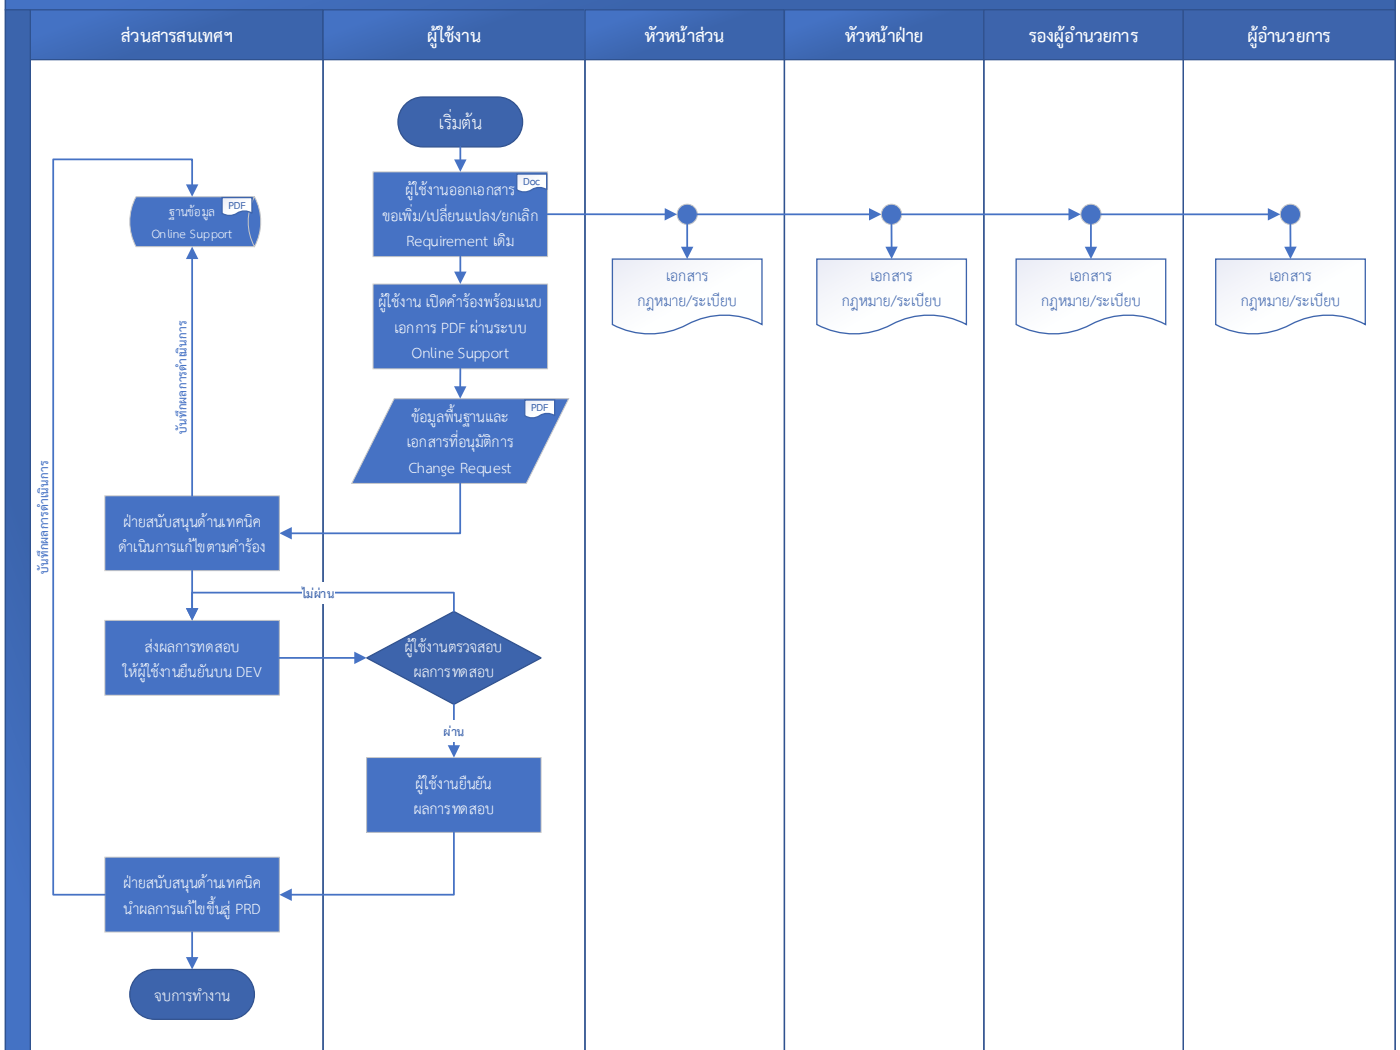 ส่วนสารสนเทศฯ
ผู้ใช้งาน
หัวหน้าส่วน
หัวหน้าฝ่าย
รองผู้อำนวยการ
ผู้อำนวยการ
เริ่มต้น
ผู้ใช้งานออกเอกสาร
Doc
ขอเพิ่ม/เปลี่ยนแปลง/ยกเลิก
Requirement เดิม
ฐานข้อมูล
PDF
Online Support
เอกสาร
กฎหมาย/ระเบียบ
เอกสาร
กฎหมาย/ระเบียบ
เอกสาร
กฎหมาย/ระเบียบ
เอกสาร
กฎหมาย/ระเบียบ
ผู้ใช้งาน เปิดคำร้องพร้อมแนบ
เอกการ PDF ผ่านระบบ
Online Support
บันทึกผลการดำเนินการ
ข้อมูลพื้นฐานและ
PDF
เอกสารที่อนุมัติการ
Change Request
บันทึกผลการดำเนินการ
ฝ่ายสนับสนุนด้านเทคนิค
ดำเนินการแก้ไขตามคำร้อง
ไม่ผ่าน
ส่งผลการทดสอบ
ให้ผู้ใช้งานยืนยันบน DEV
ผู้ใช้งานตรวจสอบ
ผลการทดสอบ
ผ่าน
ผู้ใช้งานยืนยัน
ผลการทดสอบ
ฝ่ายสนับสนุนด้านเทคนิค
นำผลการแก้ไขขึ้นสู่ PRD
จบการทำงาน